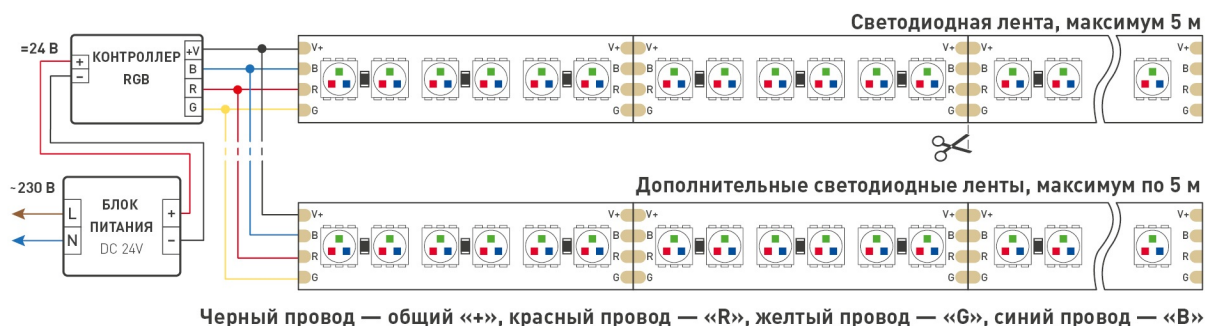 Светодиодная лента, максимум 5 м
=24 В
КОНТРОЛЛЕР
RGB
+ −
+V
B
R
G
V+ V+ V+ V+ V+ V+
B B B B B B
R R R R R R
G G G G G G
~230 В
БЛОК
ПИТАНИЯ
DC 24V
L
N
+
−
Дополнительные светодиодные ленты, максимум по 5 м
V+ V+ V+ V+ V+ V+
B B B B B B
R R R R R R
G G G G G G
Черный провод — общий «+», красный провод — «R», желтый провод — «G», синий провод — «B»